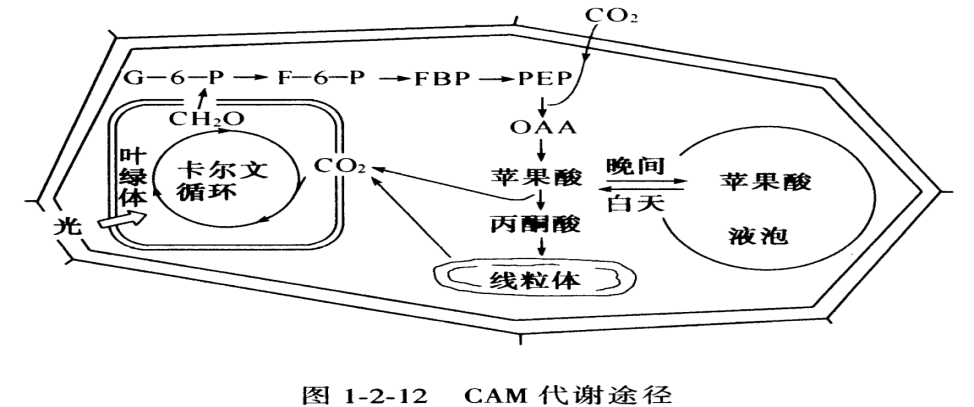 CO₂
G—6—P → F—6—P → FBP → PEP
CH₂O
OAA
叶绿体
卡尔文
循环
CO₂
苹果酸
晚间
白天
苹果酸
光
丙酮酸
液泡
线粒体
图 1-2-12 CAM 代谢途径